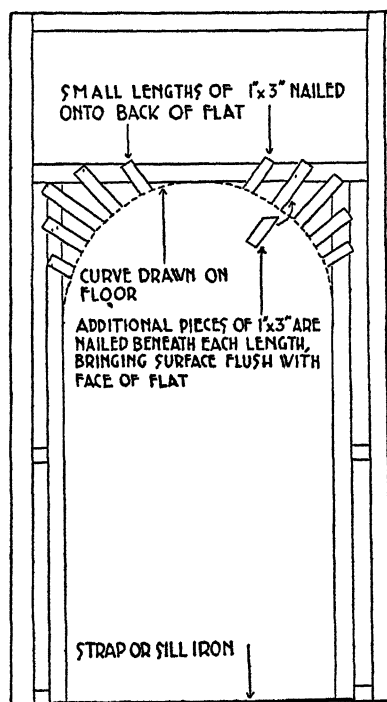 SMALL LENGTHS OF 1"x3" NAILED
ONTO BACK OF FLAT
CURVE DRAWN ON
FLOOR
ADDITIONAL PIECES OF 1"x3" ARE
NAILED BENEATH EACH LENGTH,
BRINGING SURFACE FLUSH WITH
FACE OF FLAT
STRAP OR SILL IRON